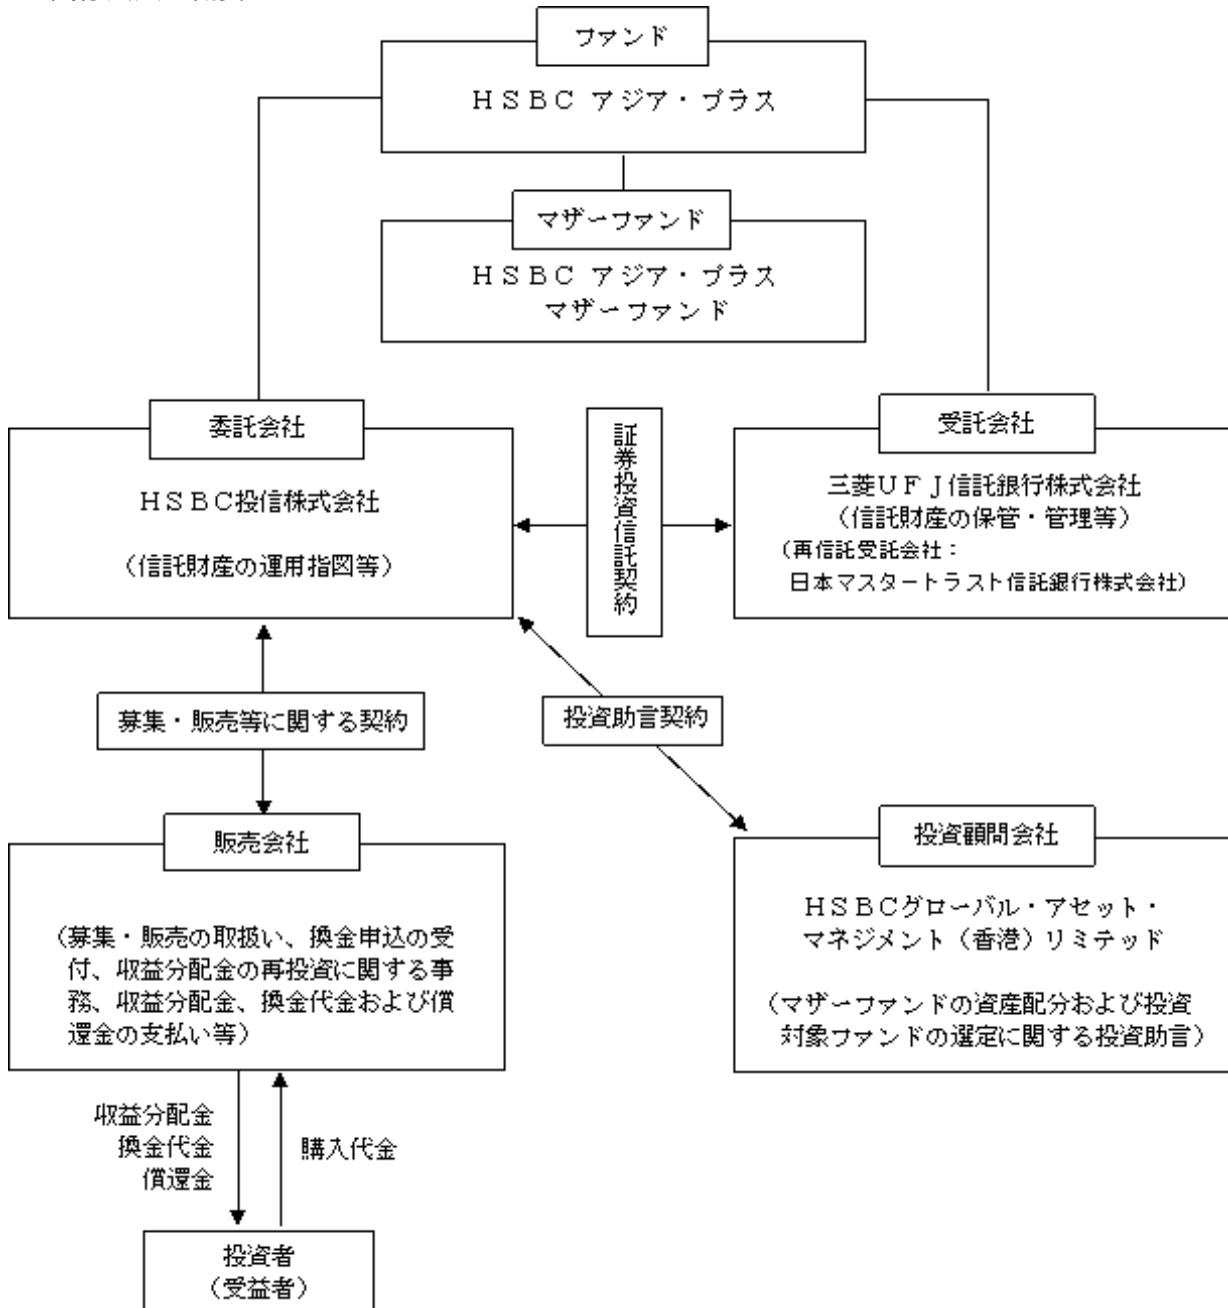 ファンド
ＨＳＢＣ アジア・プラス
マザーファンド
ＨＳＢＣ アジア・プラス
マザーファンド
委託会社
ＨＳＢＣ投信株式会社
（信託財産の運用指図等）
証券投資信託契約
受託会社
三菱ＵＦＪ信託銀行株式会社
（信託財産の保管・管理等）
（再信託受託会社：
日本マスタートラスト信託銀行株式会社）
募集・販売等に関する契約
投資助言契約
販売会社
（募集・販売の取扱い、換金申込の受
付、収益分配金の再投資に関する事
務、収益分配金、換金代金および償
還金の支払い等）
投資顧問会社
ＨＳＢＣグローバル・アセット・
マネジメント（香港）リミテッド
（マザーファンドの資産配分および投資
対象ファンドの選定に関する投資助言）
収益分配金
換金代金
償還金
購入代金
投資者
（受益者）